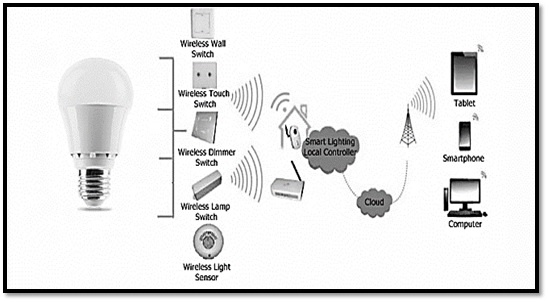 Wireless Wall
Switch
Wireless Touch
Switch
Wireless Dimmer
Switch
Wireless Lamp
Switch
Wireless Light
Sensor
Smart Lighting
Local Controller
Cloud
Tablet
Smartphone
Computer